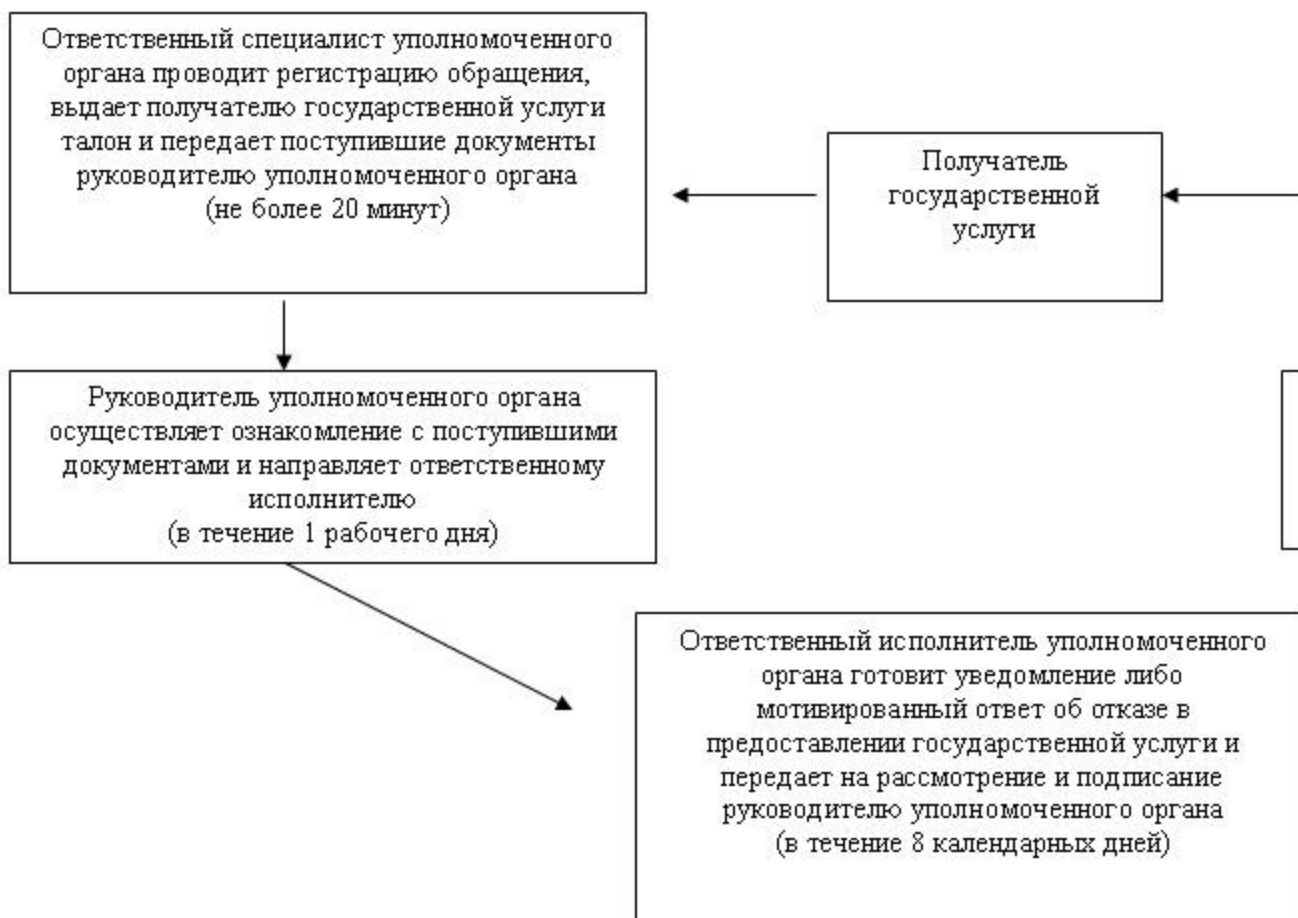 Ответственный специалист уполномоченного
органа проводит регистрацию обращения,
выдает получателю государственной услуги
талон и передает поступившие документы
руководителю уполномоченного органа
(не более 20 минут)
Получатель
государственной
услуги
Руководитель уполномоченного органа
осуществляет ознакомление с поступившими
документами и направляет ответственному
исполнителю
(в течение 1 рабочего дня)
Ответственный исполнитель уполномоченного
органа готовит уведомление либо
мотивированный ответ об отказе в
предоставлении государственной услуги и
передает на рассмотрение и подписание
руководителю уполномоченного органа
(в течение 8 календарных дней)